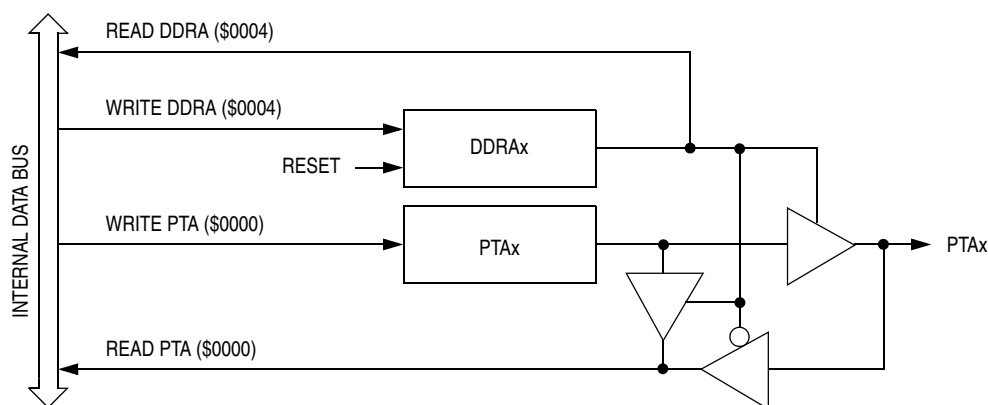 READ DDRA ($0004)
WRITE DDRA ($0004)
DDRAx
RESET
INTERNAL DATA BUS
WRITE PTA ($0000)
PTAx
PTAx
READ PTA ($0000)